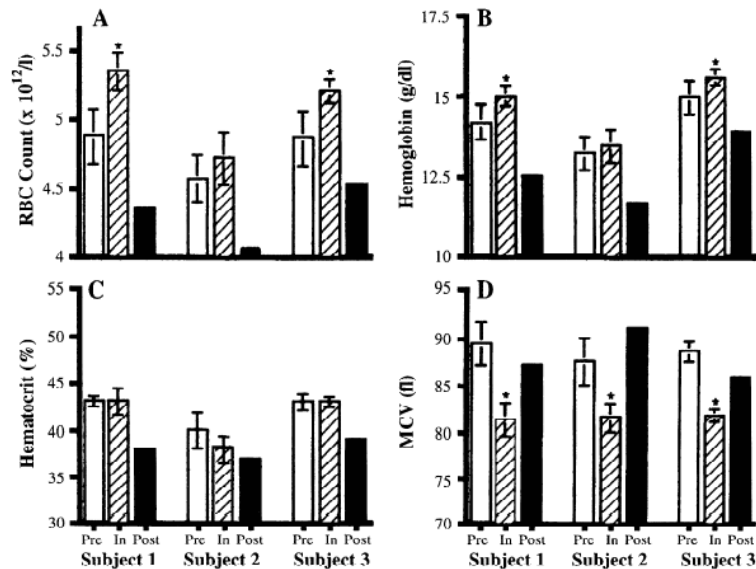 A
RBC Count (x 10¹²/l)
5.5
5
4.5
4
*
*
B
Hemoglobin (g/dl)
17.5
15
12.5
10
*
*
C
Hematocrit (%)
55
50
45
40
35
30
Pre In Post Pre In Post Pre In Post
Subject 1 Subject 2 Subject 3
D
MCV (fl)
95
90
85
80
75
70
*
*
*
Pre In Post Pre In Post Pre In Post
Subject 1 Subject 2 Subject 3